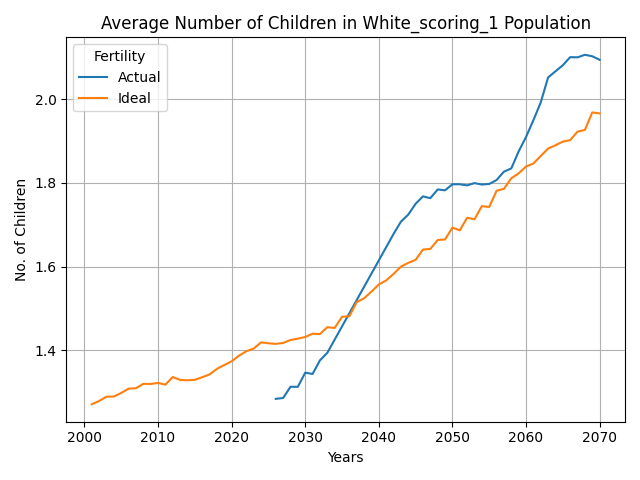 Average Number of Children in White_scoring_1 Population
Fertility
Actual
Ideal
No. of Children
2.0
1.8
1.6
1.4
2000 2010 2020 2030 2040 2050 2060 2070
Years